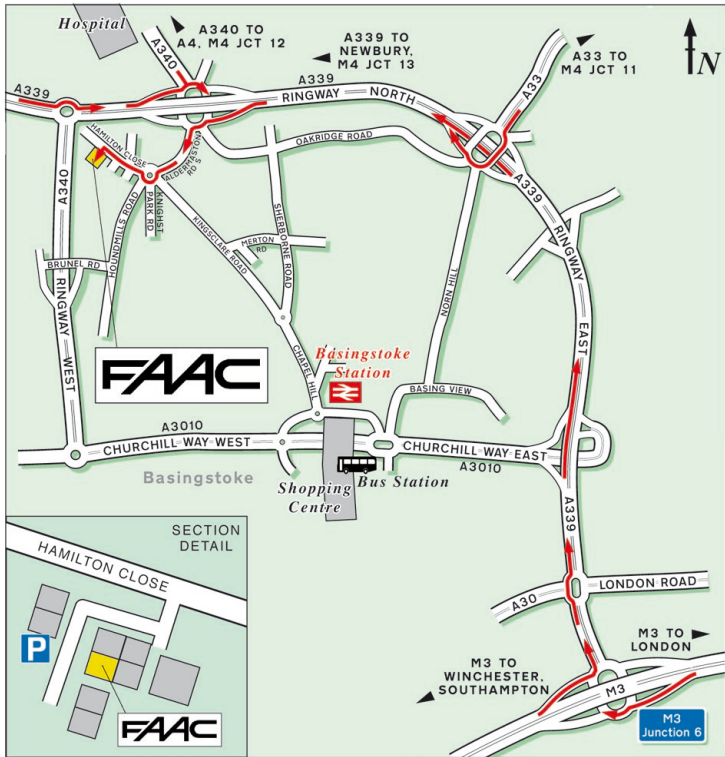 Hospital
A340 TO
A4, M4 JCT 12
A339 TO
NEWBURY,
M4 JCT 13
A33 TO
M4 JCT 11
N
A340
A339
A339
RINGWAY NORTH
A33
HAMILTON CLOSE
ALDERMASTON
RD S
OAKRIDGE ROAD
A339
RINGWAY
EAST
A340
RINGWAY
WEST
KNIGHST
PARK RD
HOUNDMILLS ROAD
KINGSCLARE ROAD
SHERBORNE ROAD
MERTON
RD
BRUNEL RD
NORN HILL
FAAC
CHAPEL HILL
Basingstoke
Station
BASING VIEW
A3010
CHURCHILL WAY WEST
CHURCHILL WAY EAST
A3010
Basingstoke
Shopping
Centre
Bus Station
A339
SECTION
DETAIL
HAMILTON CLOSE
P
FAAC
A30
LONDON ROAD
M3 TO
LONDON
M3 TO
WINCHESTER,
SOUTHAMPTON
M3
M3
Junction 6